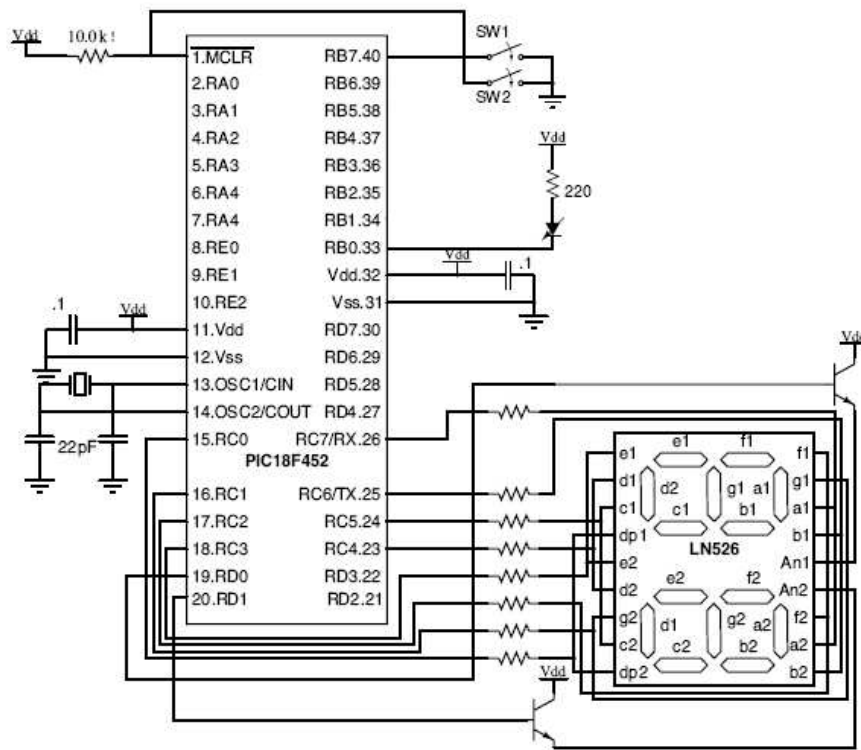 Vdd
10.0k!
SW1
SW2
1.MCLR
2.RA0
3.RA1
4.RA2
5.RA3
6.RA4
7.RA4
8.RE0
9.RE1
10.RE2
11.Vdd
12.Vss
13.OSC1/CIN
14.OSC2/COUT
15.RC0
PIC18F452
16.RC1
17.RC2
18.RC3
19.RD0
20.RD1
RB7.40
RB6.39
RB5.38
RB4.37
RB3.36
RB2.35
RB1.34
RB0.33
Vdd.32
Vss.31
RD7.30
RD6.29
RD5.28
RD4.27
RC7/RX.26
RC6/TX.25
RC5.24
RC4.23
RD3.22
RD2.21
Vdd
220
Vdd
.1
.1
Vdd
22pF
Vdd
e1
d1
c1
dp1
e2
d2
g2
c2
dp2
e1
f1
d2
g1
a1
c1
b1
LN526
e2
f2
d1
g2
a2
c2
b2
f1
g1
a1
b1
An1
An2
f2
a2
b2
Vdd